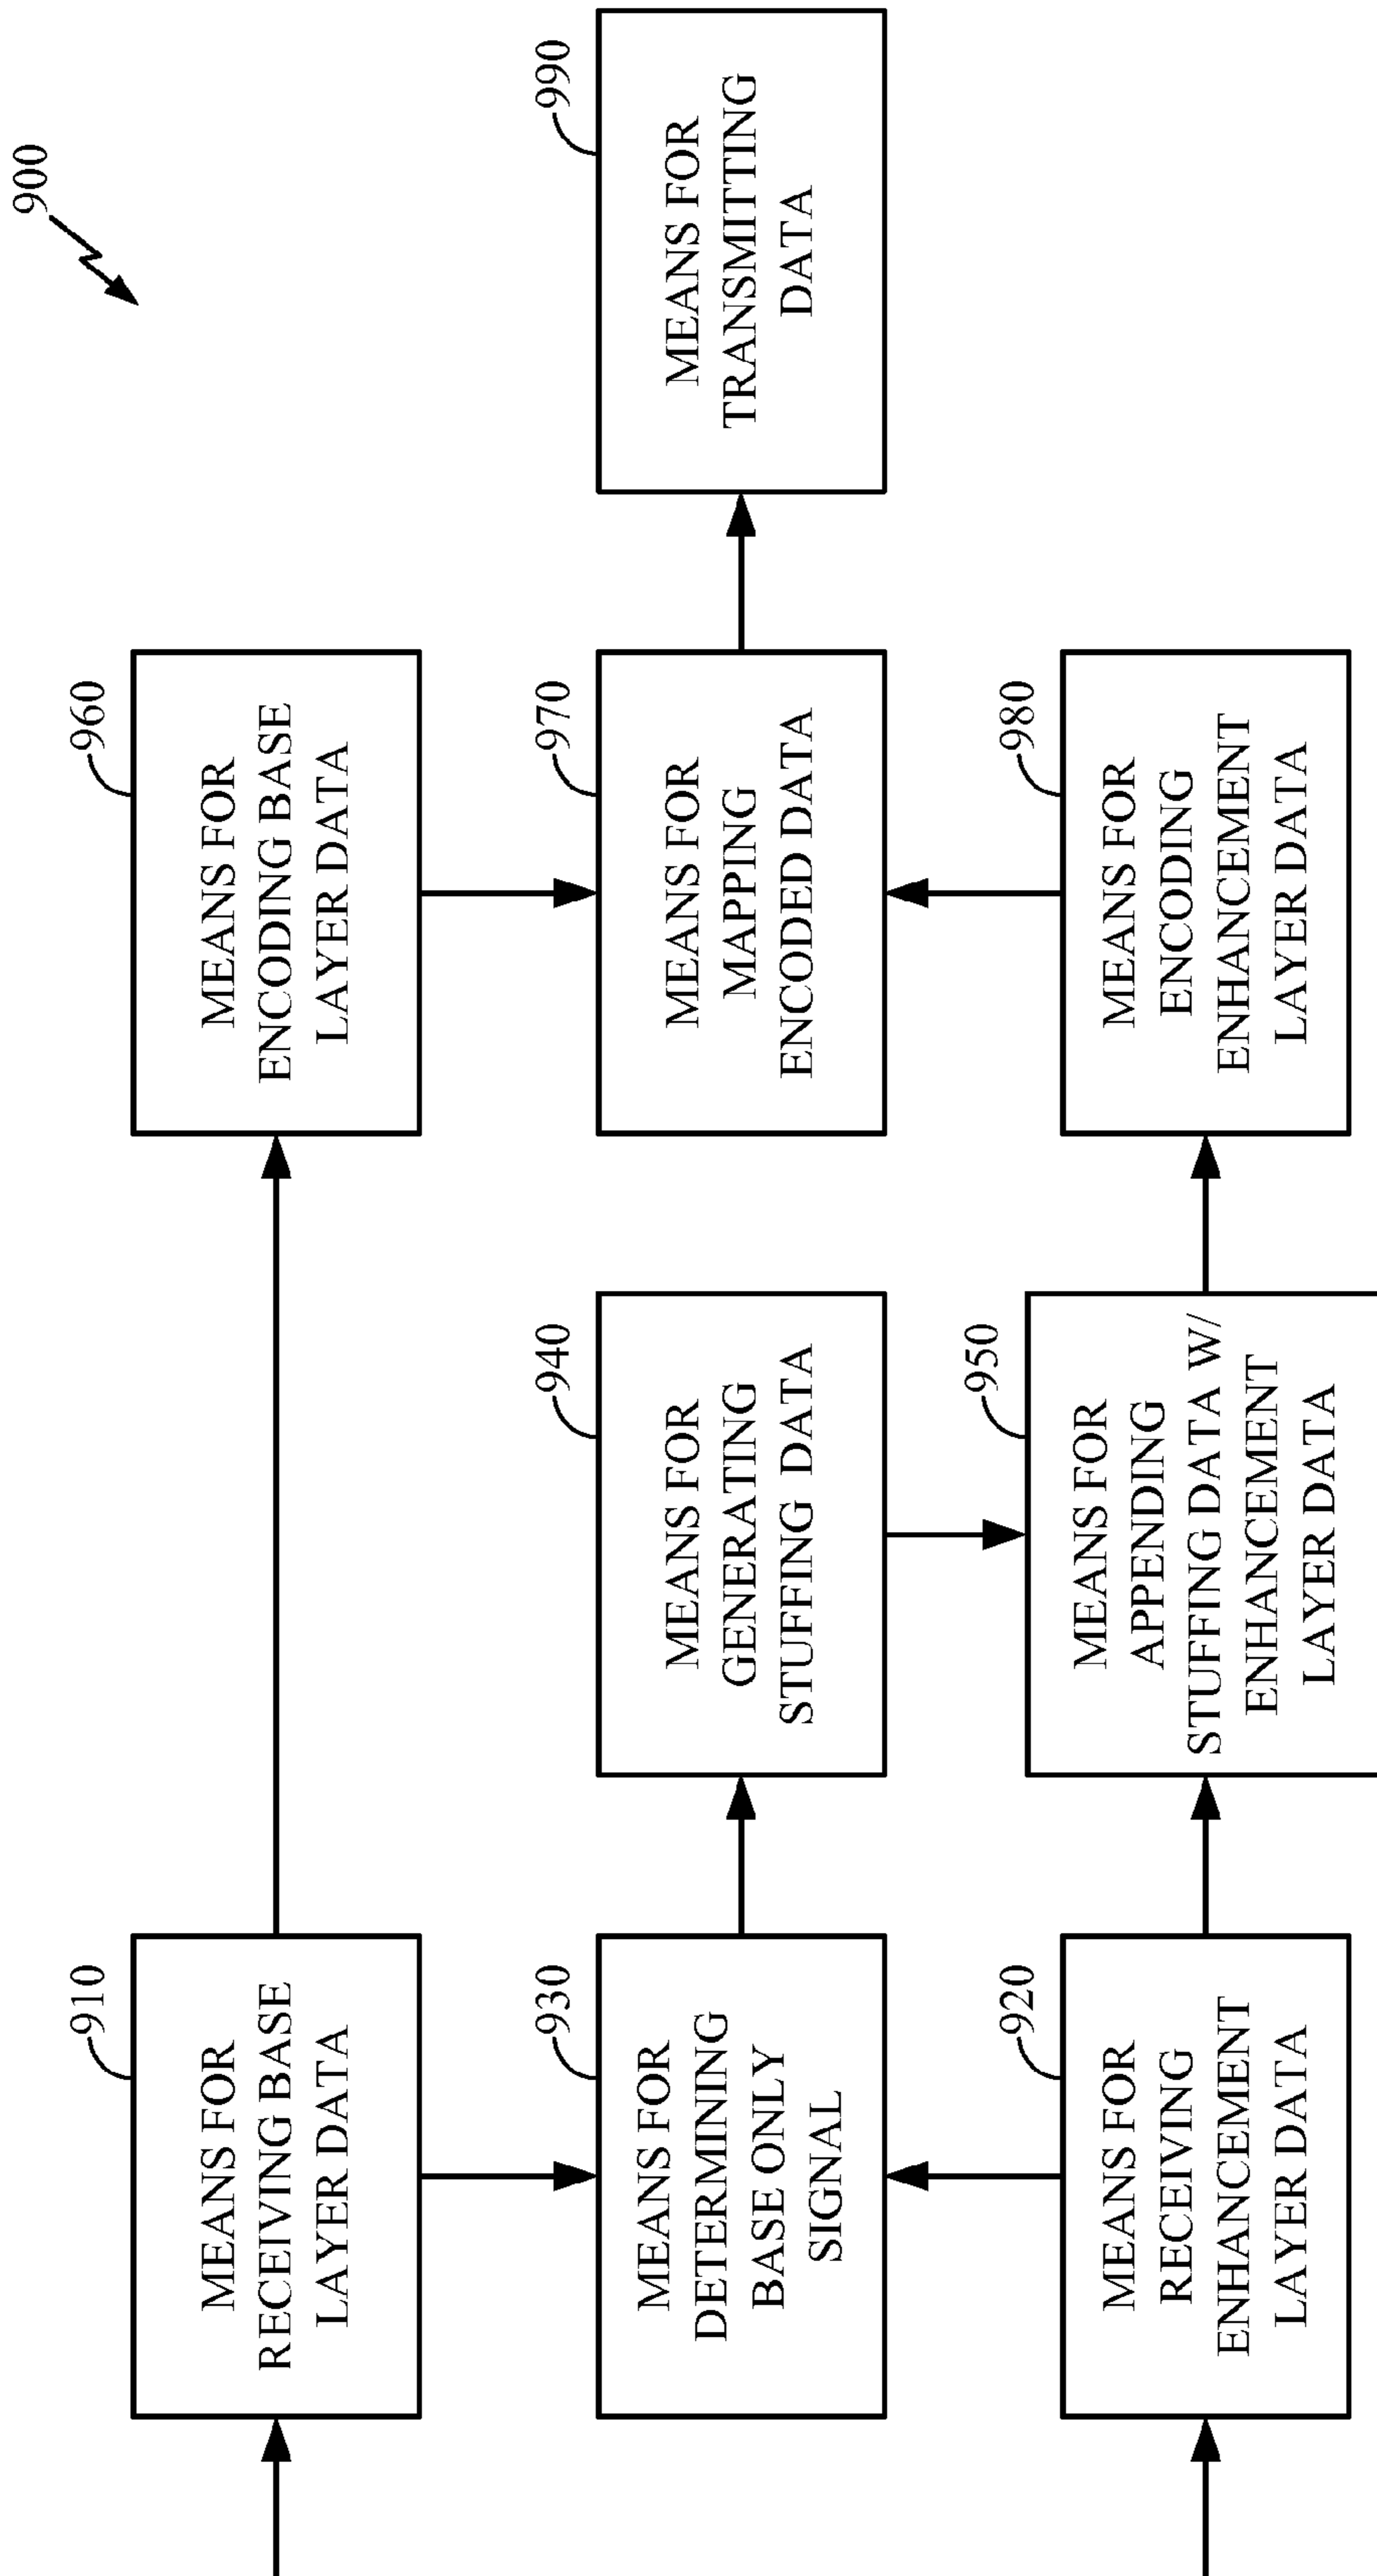 900
910
MEANS FOR
RECEIVING BASE
LAYER DATA
960
MEANS FOR
ENCODING BASE
LAYER DATA
930
MEANS FOR
DETERMINING
BASE ONLY
SIGNAL
940
MEANS FOR
GENERATING
STUFFING DATA
970
MEANS FOR
MAPPING
ENCODED DATA
990
MEANS FOR
TRANSMITTING
DATA
920
MEANS FOR
RECEIVING
ENHANCEMENT
LAYER DATA
950
MEANS FOR
APPENDING
STUFFING DATA W/
ENHANCEMENT
LAYER DATA
980
MEANS FOR
ENCODING
ENHANCEMENT
LAYER DATA